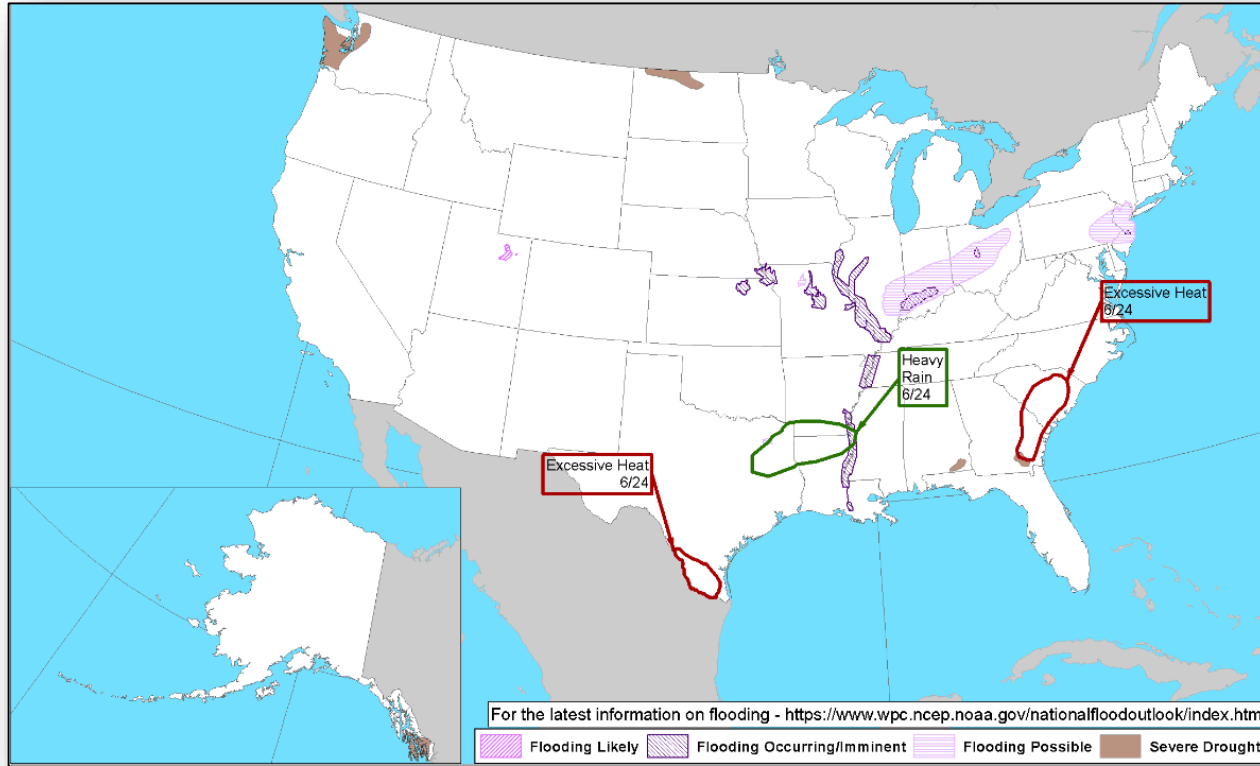 Excessive Heat
6/24
Heavy
Rain
6/24
Excessive Heat
6/24
For the latest information on flooding - https://www.wpc.ncep.noaa.gov/nationalfloodoutlook/index.htm
Flooding Likely
Flooding Occurring/Imminent
Flooding Possible
Severe Drought